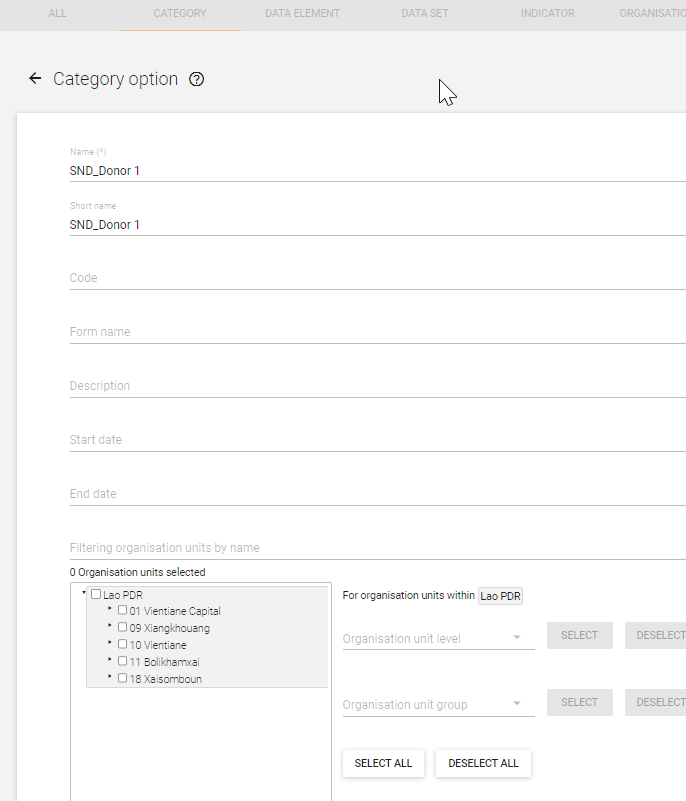 ALL CATEGORY DATA ELEMENT DATA SET INDICATOR ORGANISATIO
Category option ?
Name (*)
SND_Donor 1
Short name
SND_Donor 1
Code
Form name
Description
Start date
End date
Filtering organisation units by name
0 Organisation units selected
Lao PDR
01 Vientiane Capital
09 Xiangkhouang
10 Vientiane
11 Bolikhamxai
18 Xaisomboun
For organisation units within Lao PDR
Organisation unit level SELECT DESELECT
Organisation unit group SELECT DESELECT
SELECT ALL DESELECT ALL